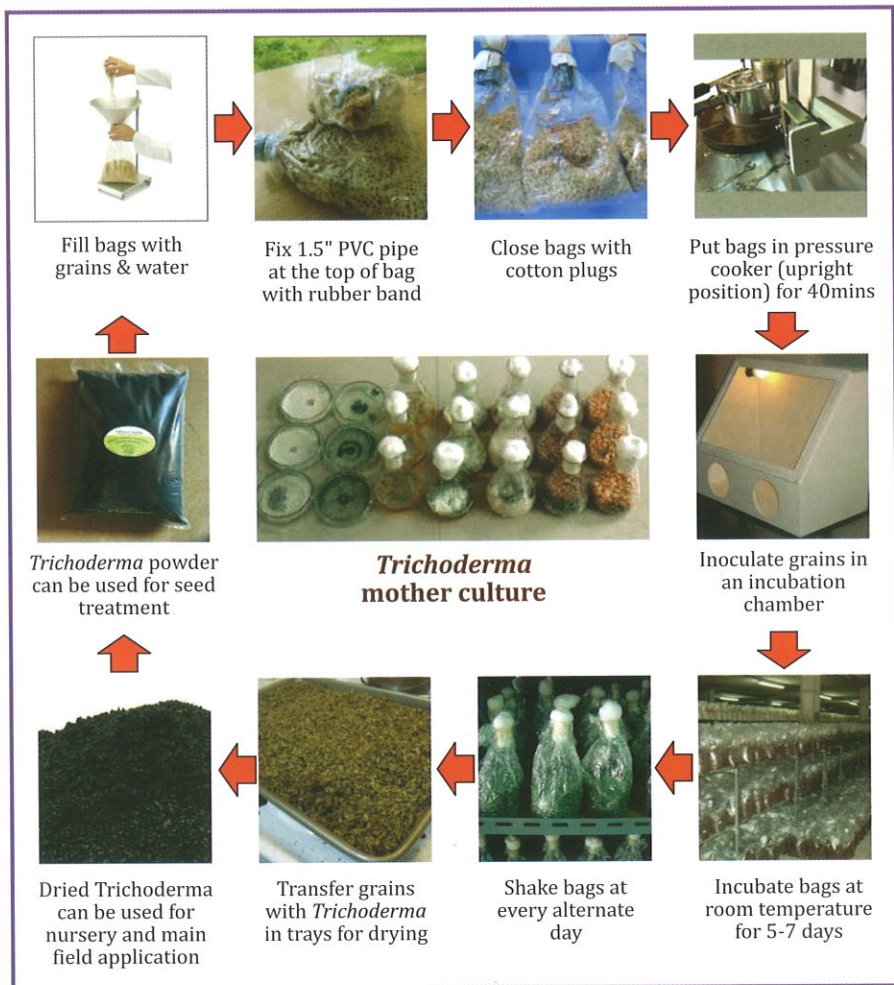 Fill bags with
grains & water
Fix 1.5" PVC pipe
at the top of bag
with rubber band
Close bags with
cotton plugs
Put bags in pressure
cooker (upright
position) for 40mins
Trichoderma powder
can be used for seed
treatment
Trichoderma
mother culture
Inoculate grains in
an incubation
chamber
Dried Trichoderma
can be used for
nursery and main
field application
Transfer grains
with Trichoderma
in trays for drying
Shake bags at
every alternate
day
Incubate bags at
room temperature
for 5-7 days